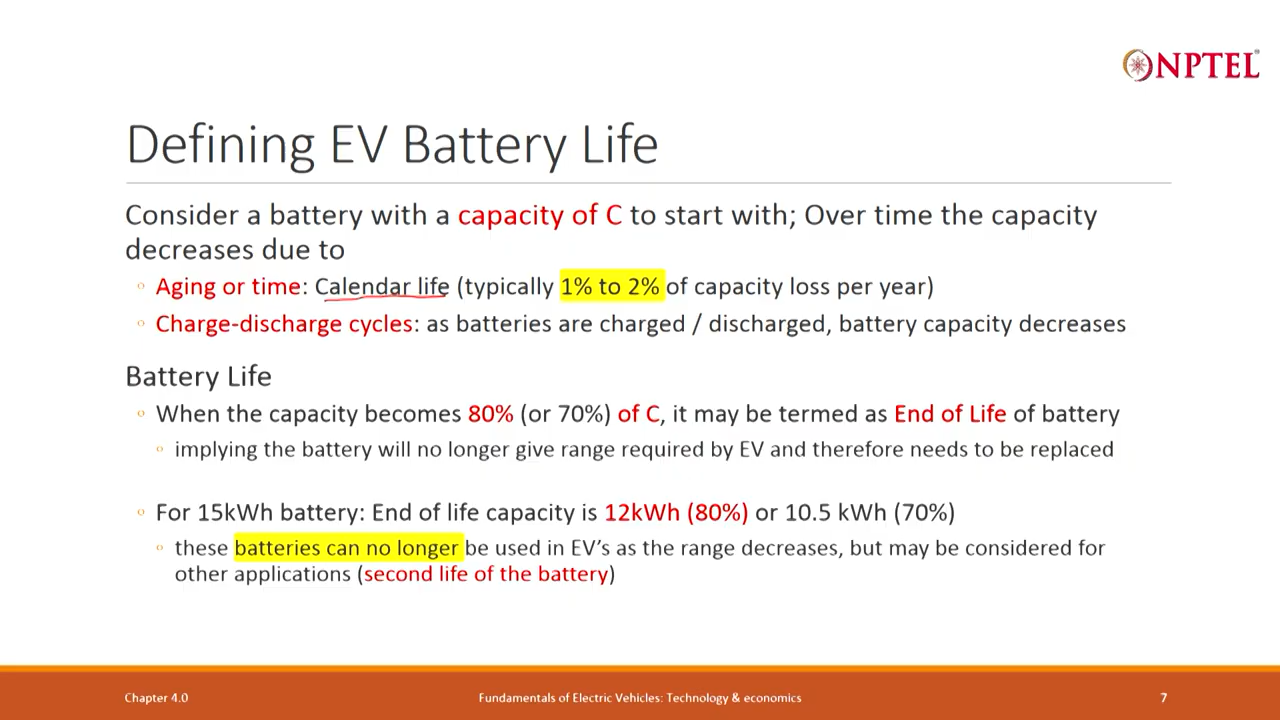 NPTEL
Defining EV Battery Life
Consider a battery with a capacity of C to start with; Over time the capacity
decreases due to
Aging or time: Calendar life (typically 1% to 2% of capacity loss per year)
Charge-discharge cycles: as batteries are charged / discharged, battery capacity decreases
Battery Life
When the capacity becomes 80% (or 70%) of C, it may be termed as End of Life of battery
implying the battery will no longer give range required by EV and therefore needs to be replaced
For 15kWh battery: End of life capacity is 12kWh (80%) or 10.5 kWh (70%)
these batteries can no longer be used in EV's as the range decreases, but may be considered for
other applications (second life of the battery)
Chapter 4.0
Fundamentals of Electric Vehicles: Technology & economics
7